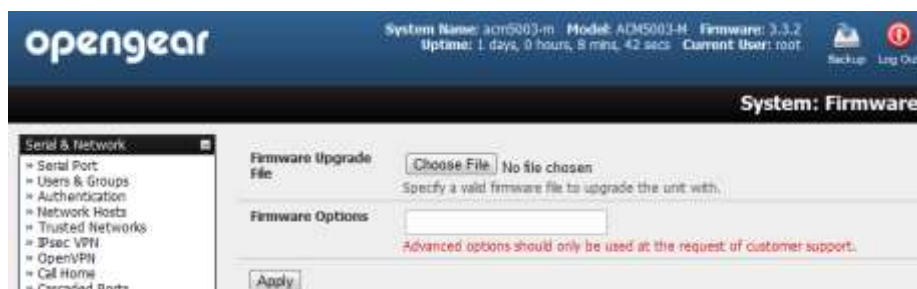 opengear
System Name: acm5003-m Model: ACM5003-M Firmware: 3.3.2
Uptime: 1 days, 0 hours, 8 mins, 42 secs Current User: root
Backup Log Out
System: Firmware
Serial & Network
» Serial Port
» Users & Groups
» Authentication
» Network Hosts
» Trusted Networks
» IPsec VPN
» OpenVPN
» Call Home
» Cascaded Ports
Firmware Upgrade
File
Choose File No file chosen
Specify a valid firmware file to upgrade the unit with.
Firmware Options
Advanced options should only be used at the request of customer support.
Apply